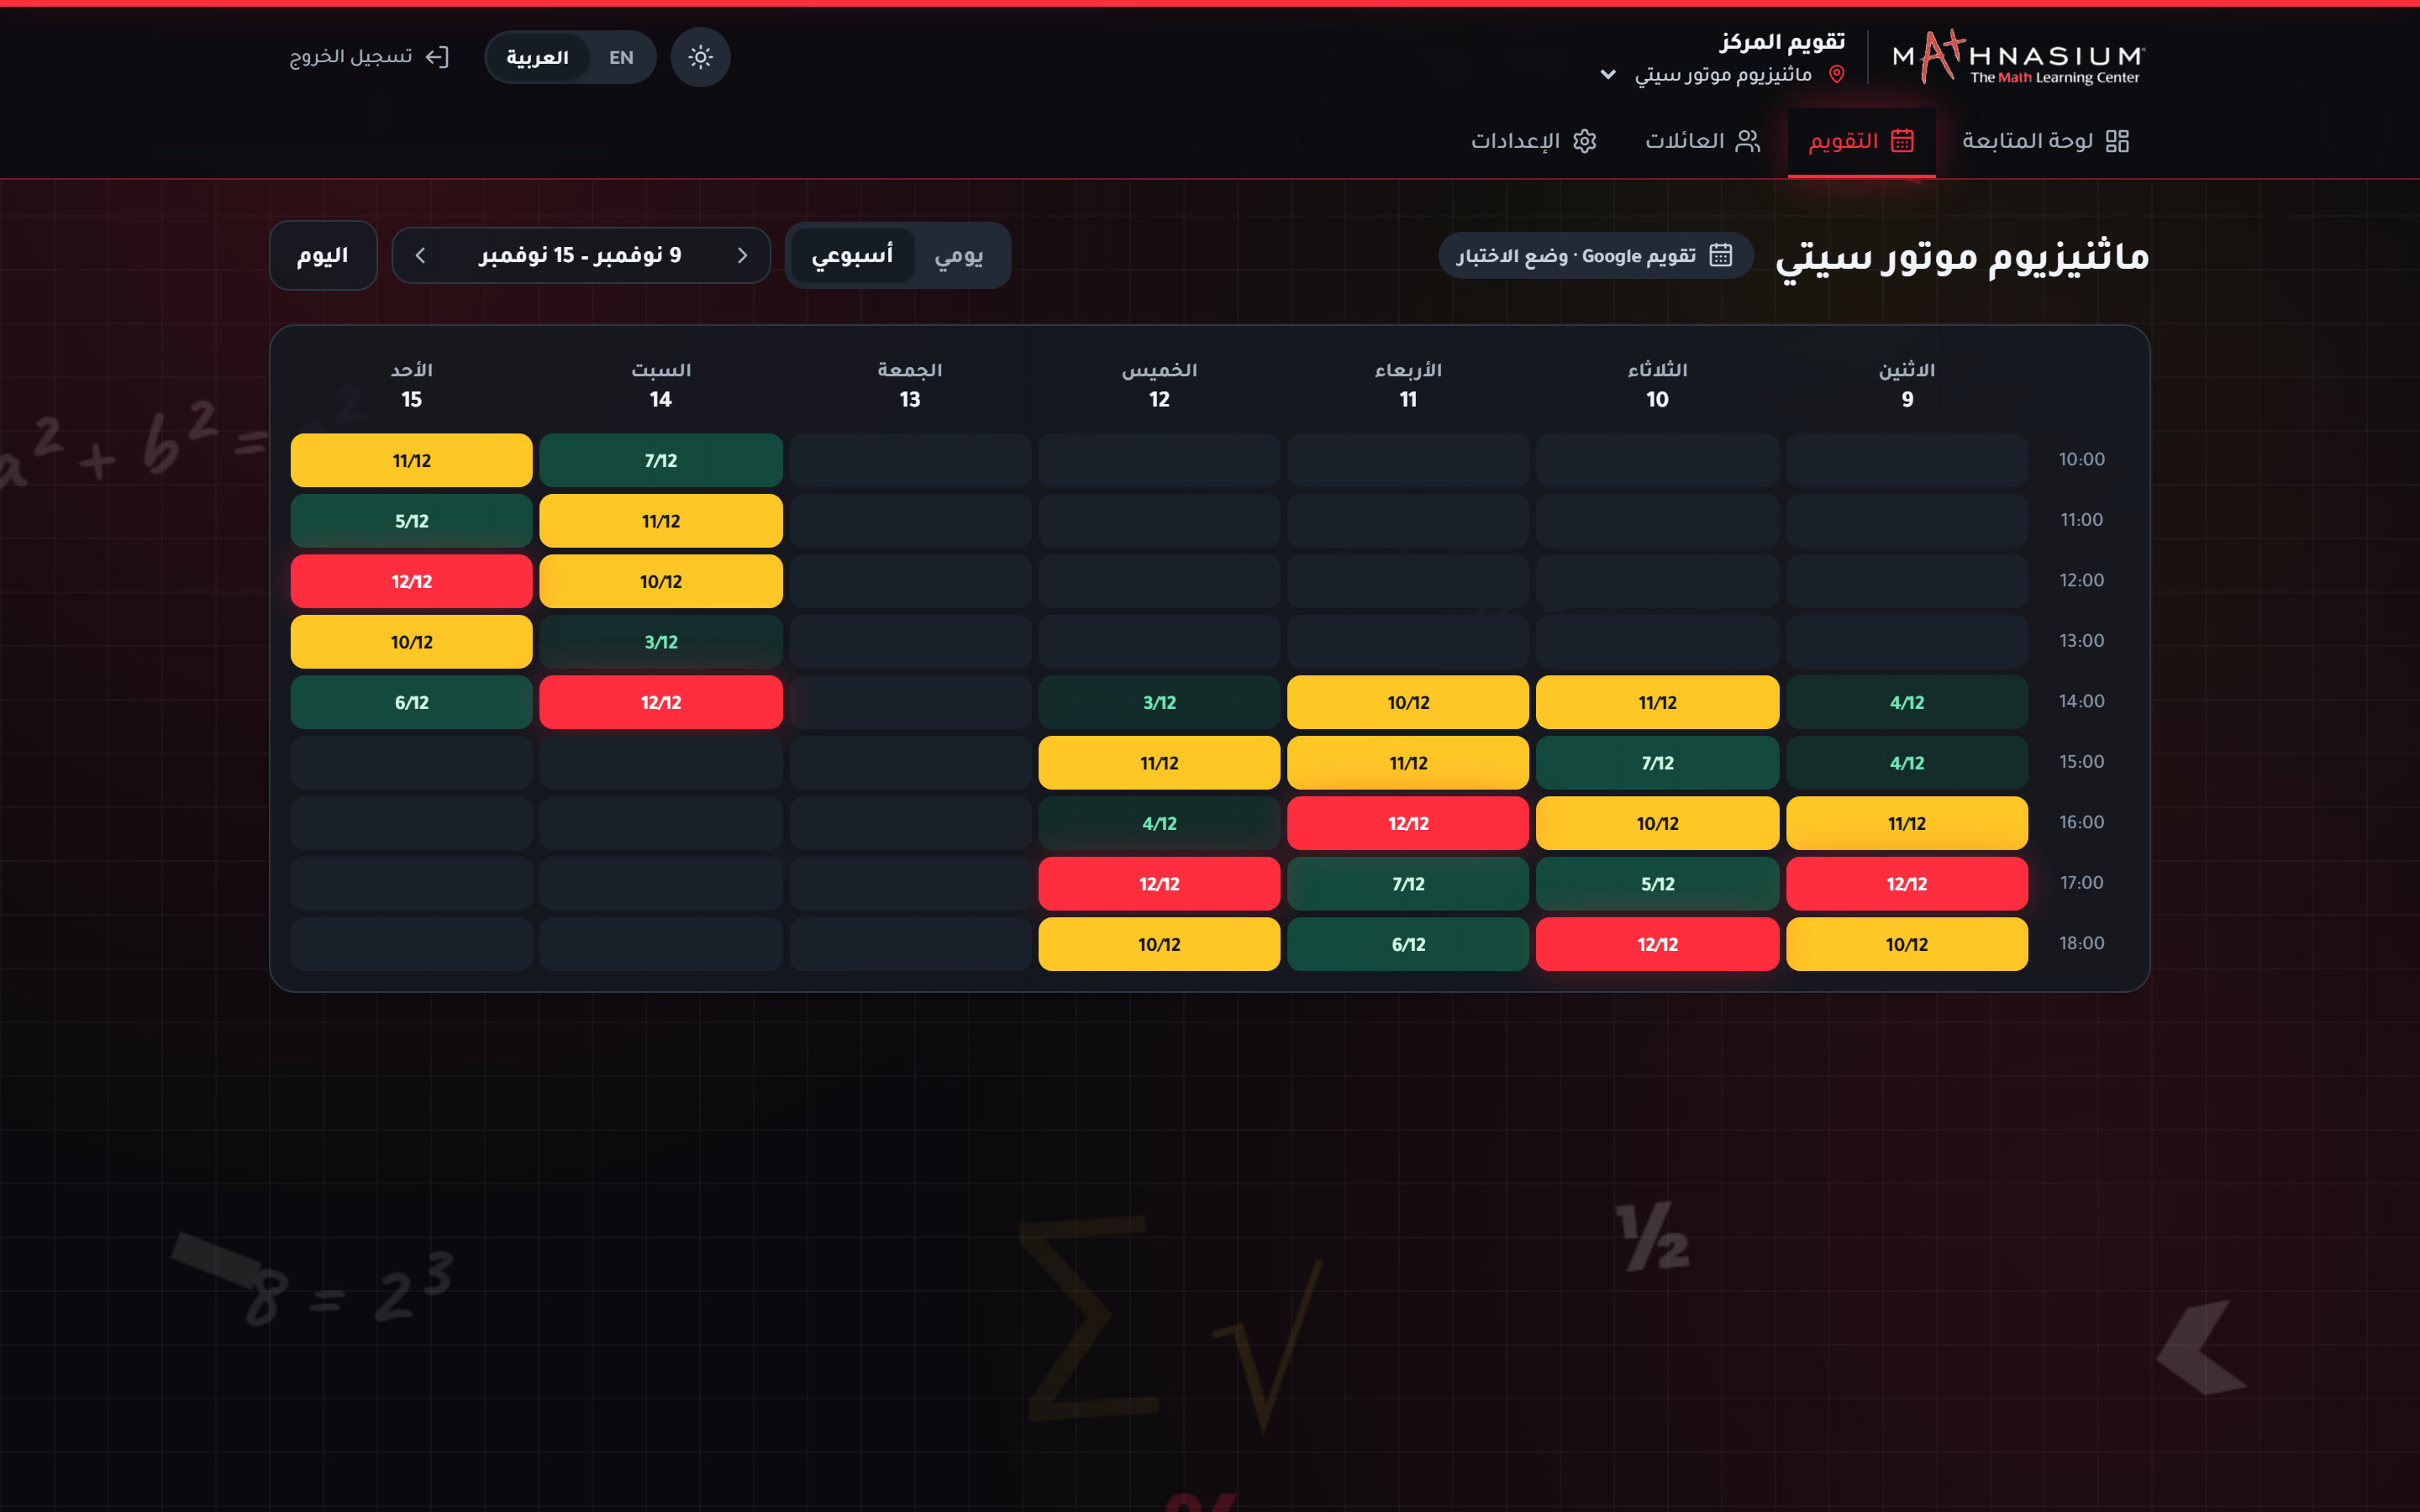 MATHNASIUM
The Math Learning Center
تقويم المركز
ماثنيزيوم موتور سيتي
EN
العربية
تسجيل الخروج
لوحة المتابعة
التقويم
العائلات
الإعدادات
ماثنيزيوم موتور سيتي
تقويم Google · وضع الاختبار
يومي
أسبوعي
9 نوفمبر - 15 نوفمبر
اليوم
الاثنين الثلاثاء الأربعاء الخميس الجمعة السبت الأحد
9 10 11 12 13 14 15
10:00 7/12 11/12
11:00 11/12 5/12
12:00 10/12 12/12
13:00 3/12 10/12
14:00 4/12 11/12 10/12 3/12 12/12 6/12
15:00 4/12 7/12 11/12 11/12
16:00 11/12 10/12 12/12 4/12
17:00 12/12 5/12 7/12 12/12
18:00 10/12 12/12 6/12 10/12
a² + b² = 2
8 = 2³
Σ √
½